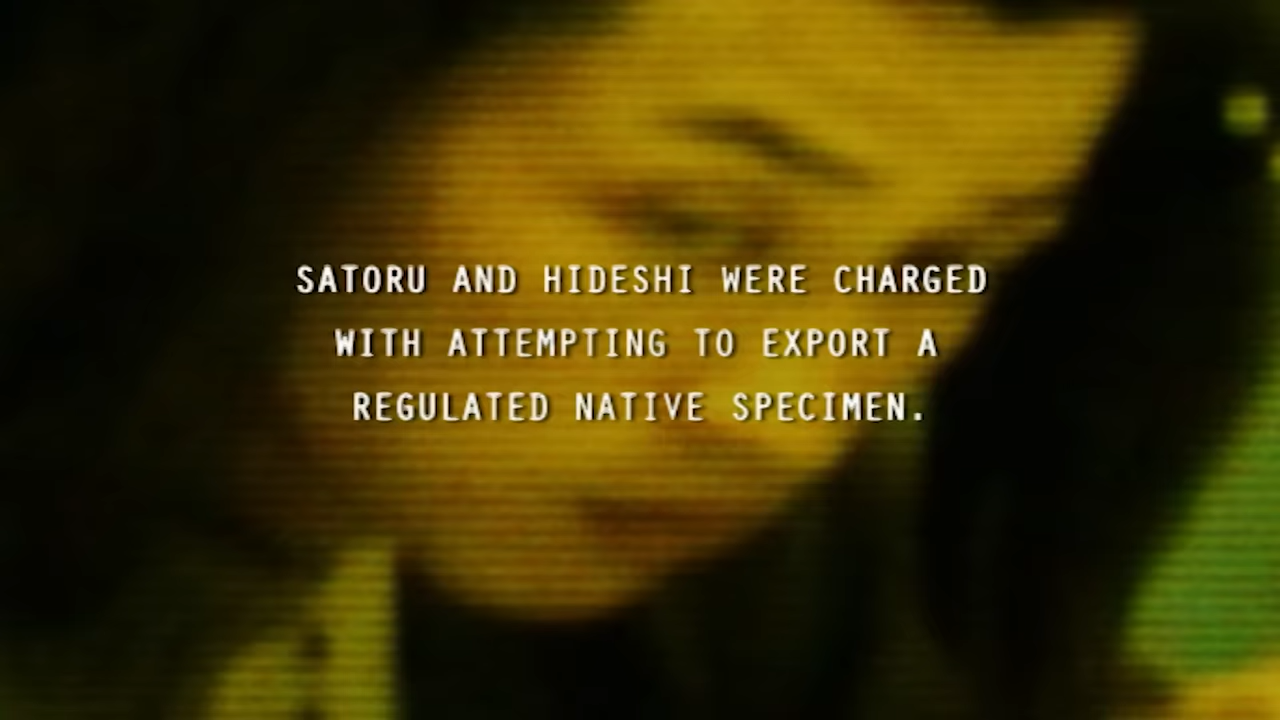 SATORU AND HIDESHI WERE CHARGED
WITH ATTEMPTING TO EXPORT A
REGULATED NATIVE SPECIMEN.